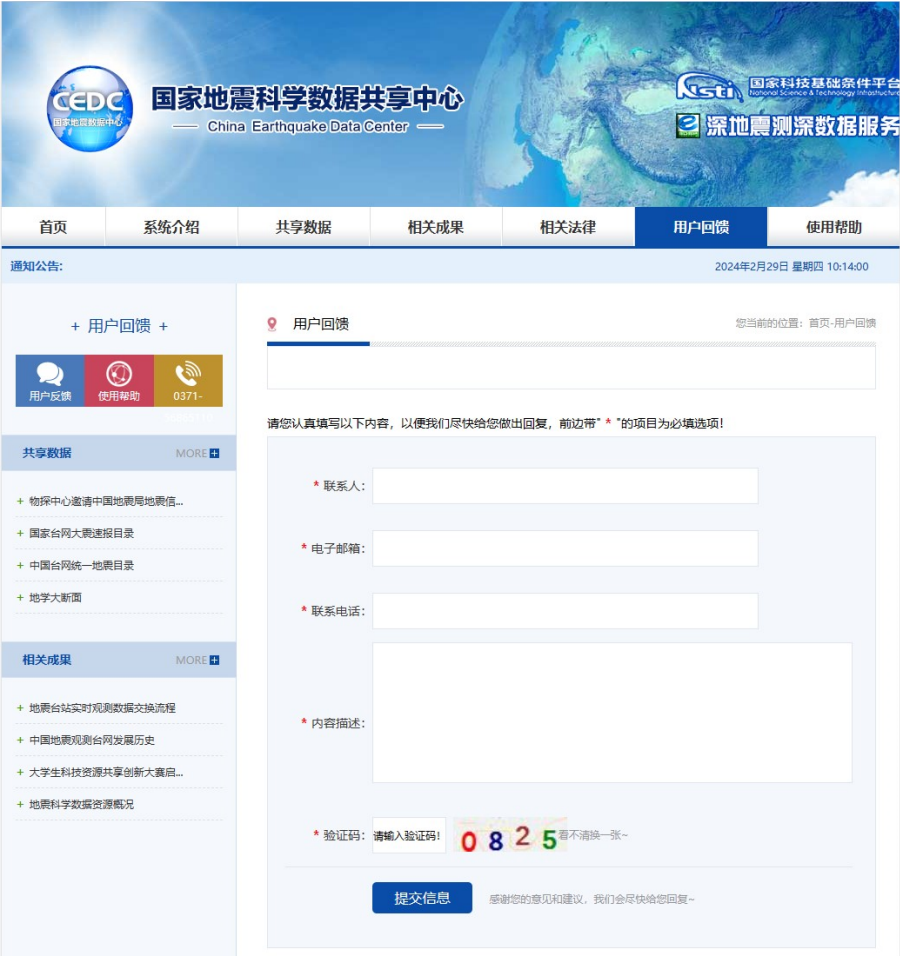 CEDC
国家地震数据中心
国家地震科学数据共享中心
China Earthquake Data Center
国家科技基础条件平台
National Science & Technology Infrastructure
深地震测深数据服务
首页 系统介绍 共享数据 相关成果 相关法律 用户回馈 使用帮助
通知公告: 2024年2月29日 星期四 10:14:00
+ 用户回馈 +
用户反馈 使用帮助 0371-
共享数据 MORE
+ 物探中心邀请中国地震局地震信...
+ 国家台网大震速报目录
+ 中国台网统一地震目录
+ 地学大断面
相关成果 MORE
+ 地震台站实时观测数据交换流程
+ 中国地震观测台网发展历史
+ 大学生科技资源共享创新大赛启...
+ 地震科学数据资源概况
用户回馈 您当前的位置：首页-用户回馈
请您认真填写以下内容，以便我们尽快给您做出回复，前边带" * "的项目为必填选项！
* 联系人：
* 电子邮箱：
* 联系电话：
* 内容描述：
* 验证码： 请输入验证码! 0825 看不清换一张~
提交信息 感谢您的意见和建议，我们会尽快给您回复~